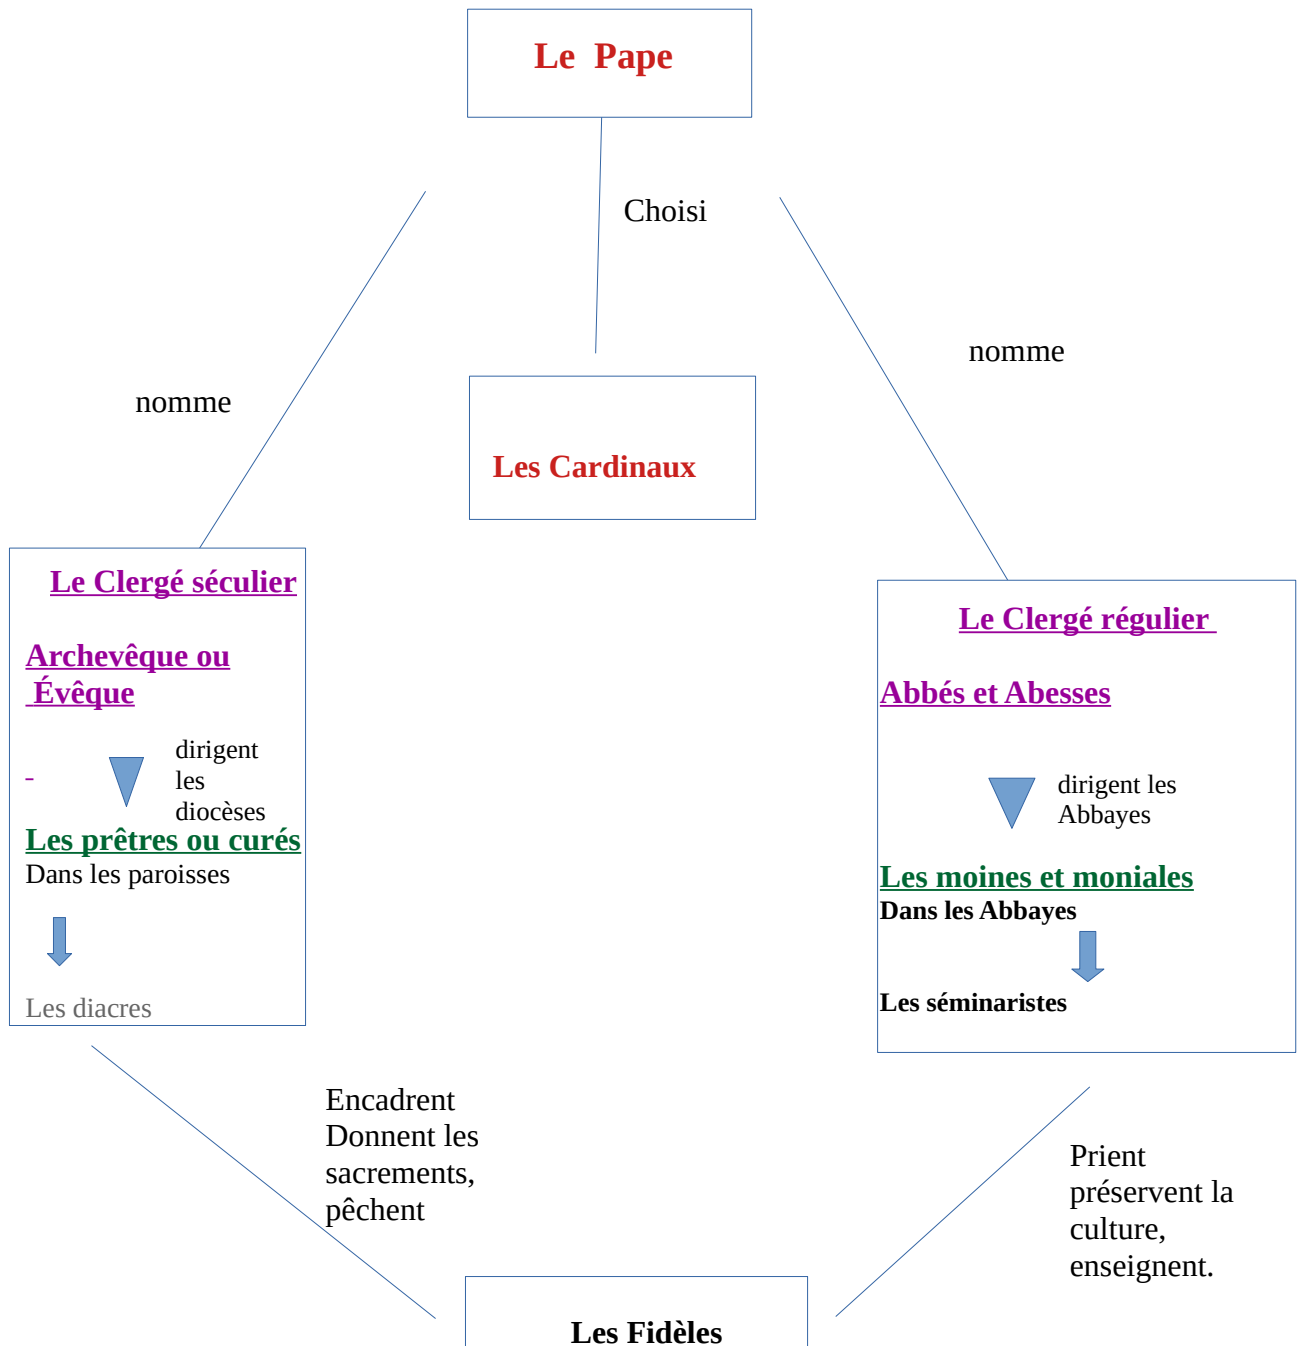 Le  Pape
Choisi
nomme
nomme
Les Cardinaux
Le Clergé séculier
Archevêque ou
Évêque
-
dirigent
les
diocèses
Les prêtres ou curés
Dans les paroisses
Les diacres
Le Clergé régulier
Abbés et Abesses
dirigent les
Abbayes
Les moines et moniales
Dans les Abbayes
Les séminaristes
Encadrent
Donnent les
sacrements,
pêchent
Prient
préservent la
culture,
enseignent.
Les Fidèles